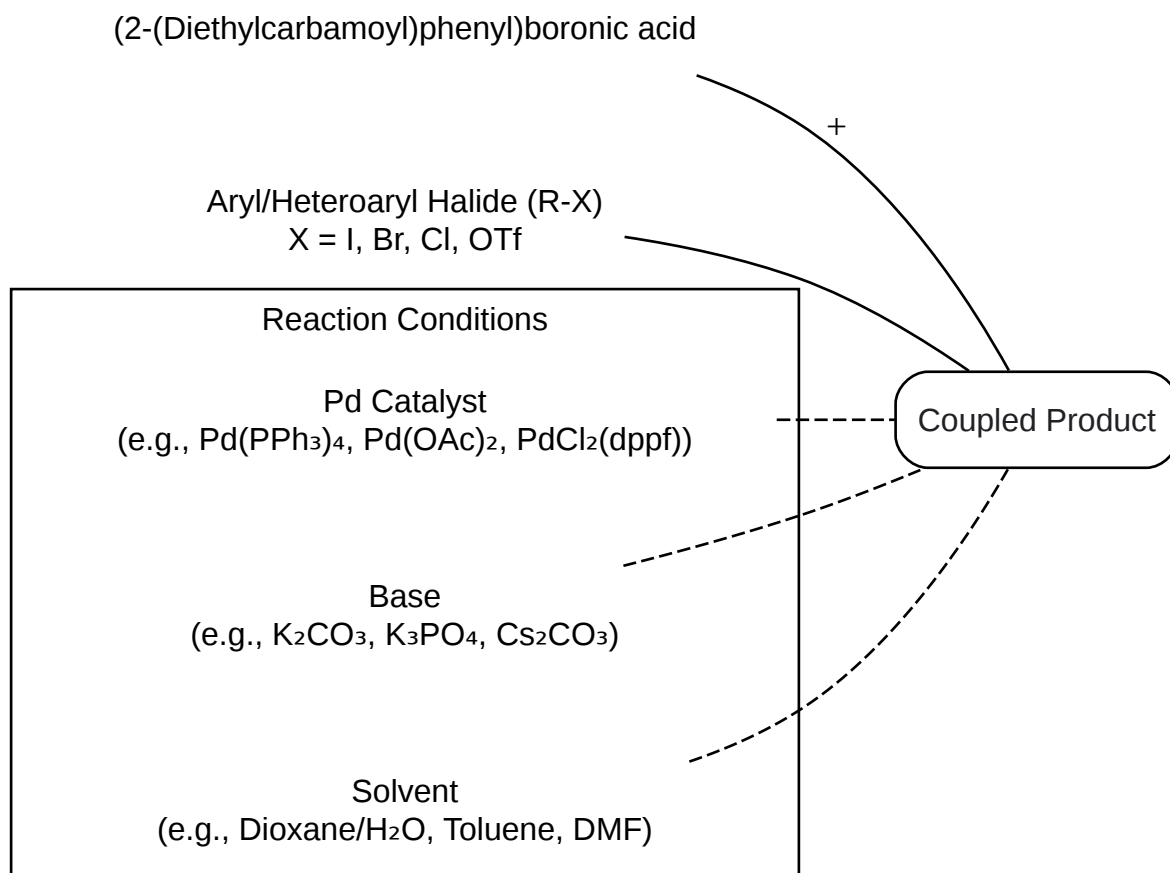 (2-(Diethylcarbamoyl)phenyl)boronic acid
+
Aryl/Heteroaryl Halide (R-X)
X = I, Br, Cl, OTf
Reaction Conditions
Pd Catalyst
(e.g., Pd(PPh₃)₄, Pd(OAc)₂, PdCl₂(dppf))
Coupled Product
Base
(e.g., K₂CO₃, K₃PO₄, Cs₂CO₃)
Solvent
(e.g., Dioxane/H₂O, Toluene, DMF)